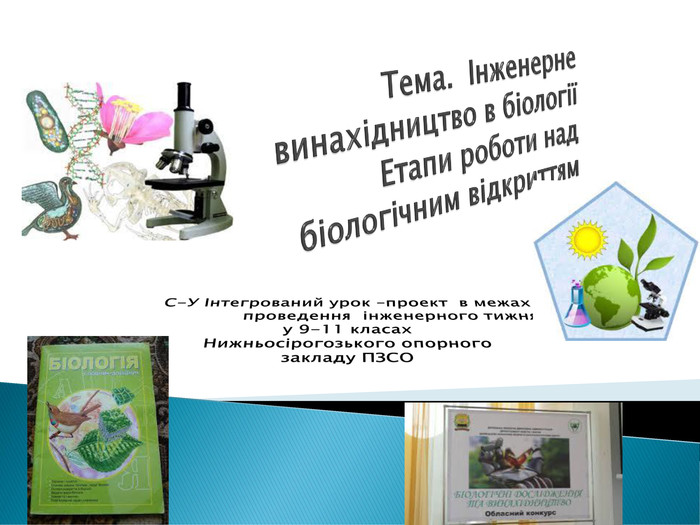 Тема. Інженерне
винахідництво в біології
Етапи роботи над
біологічним відкриттям
С-У Інтегрований урок -проект в межах
проведення інженерного тижня
у 9-11 класах
Нижньосірогозького опорного
закладу ПЗСО
БІОЛОГІЯ
БІОЛОГІЧНІ ДОСЛІДЖЕННЯ
ТА ВИНАХІДНИЦТВО
Обласний конкурс